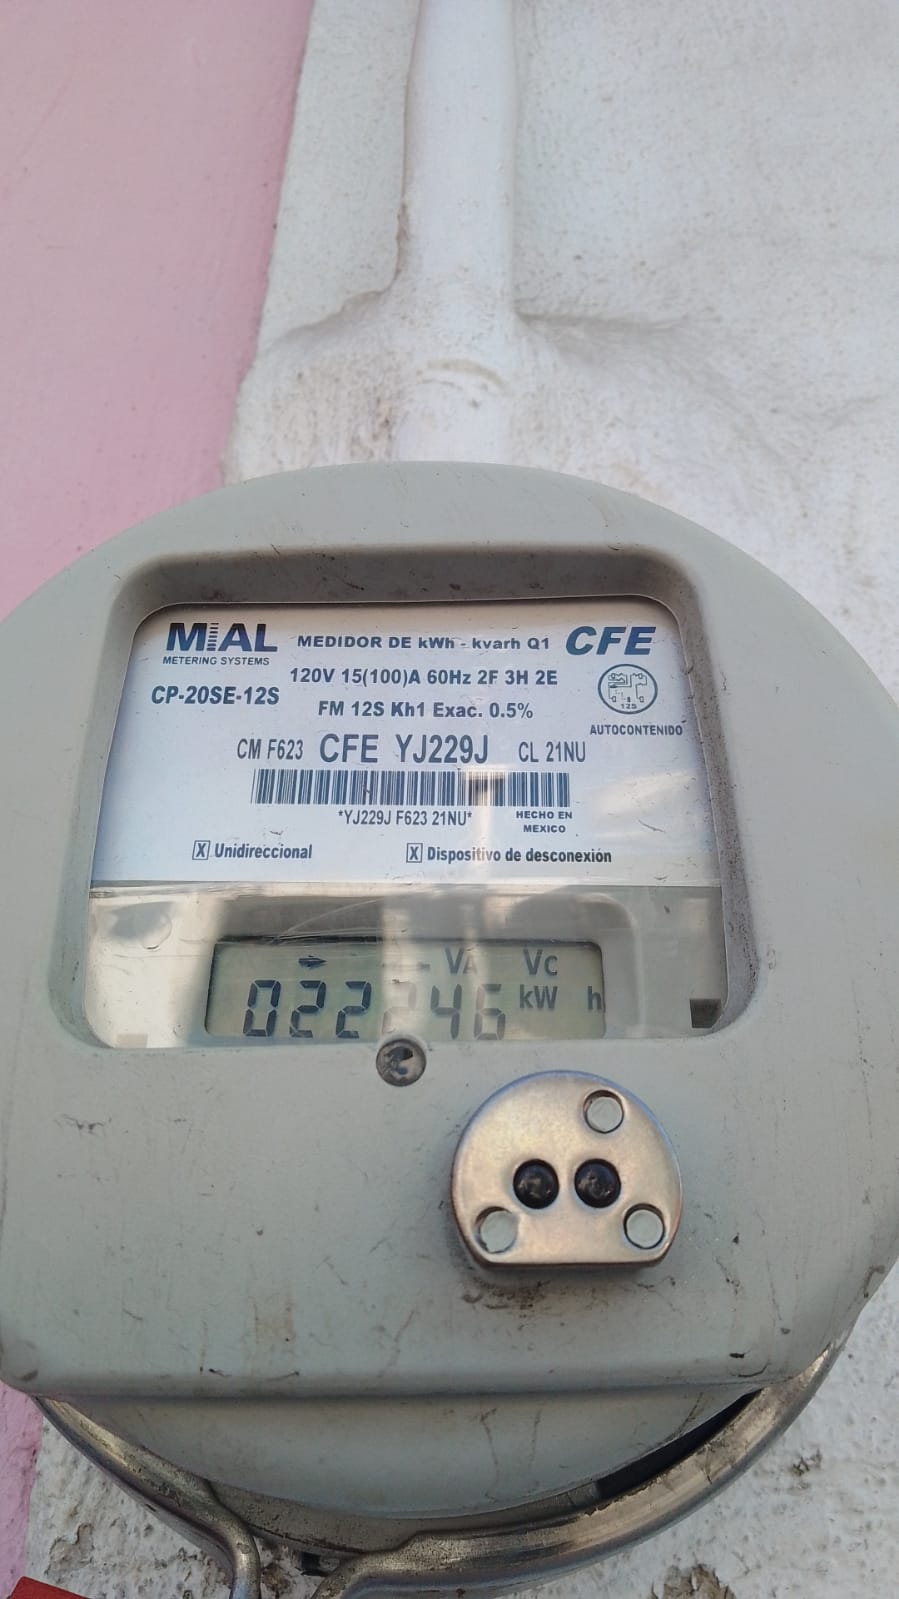 MIAL
METERING SYSTEMS
MEDIDOR DE kWh - kvarh Q1
CFE
120V 15(100)A 60Hz 2F 3H 2E
CP-20SE-12S
FM 12S Kh1 Exac. 0.5%
12S
AUTOCONTENIDO
CM F623 CFE YJ229J CL 21NU
*YJ229J F623 21NU*
HECHO EN
MEXICO
X Unidireccional X Dispositivo de desconexión
VA VC
022246 kW h